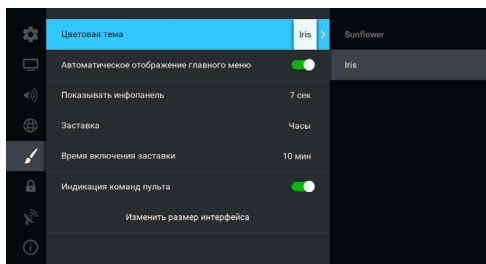 Цветовая тема Iris Sunflower
Автоматическое отображение главного меню Iris
Показывать инфопанель 7 сек
Заставка Часы
Время включения заставки 10 мин
Индикация команд пульта
Изменить размер интерфейса